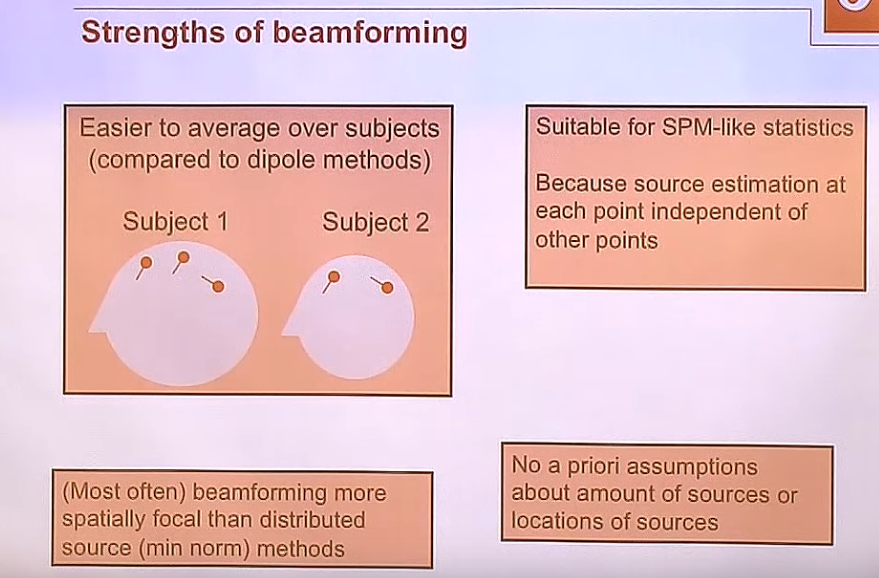 Strengths of beamforming
Easier to average over subjects
(compared to dipole methods)
Subject 1
Subject 2
Suitable for SPM-like statistics
Because source estimation at
each point independent of
other points
(Most often) beamforming more
spatially focal than distributed
source (min norm) methods
No a priori assumptions
about amount of sources or
locations of sources